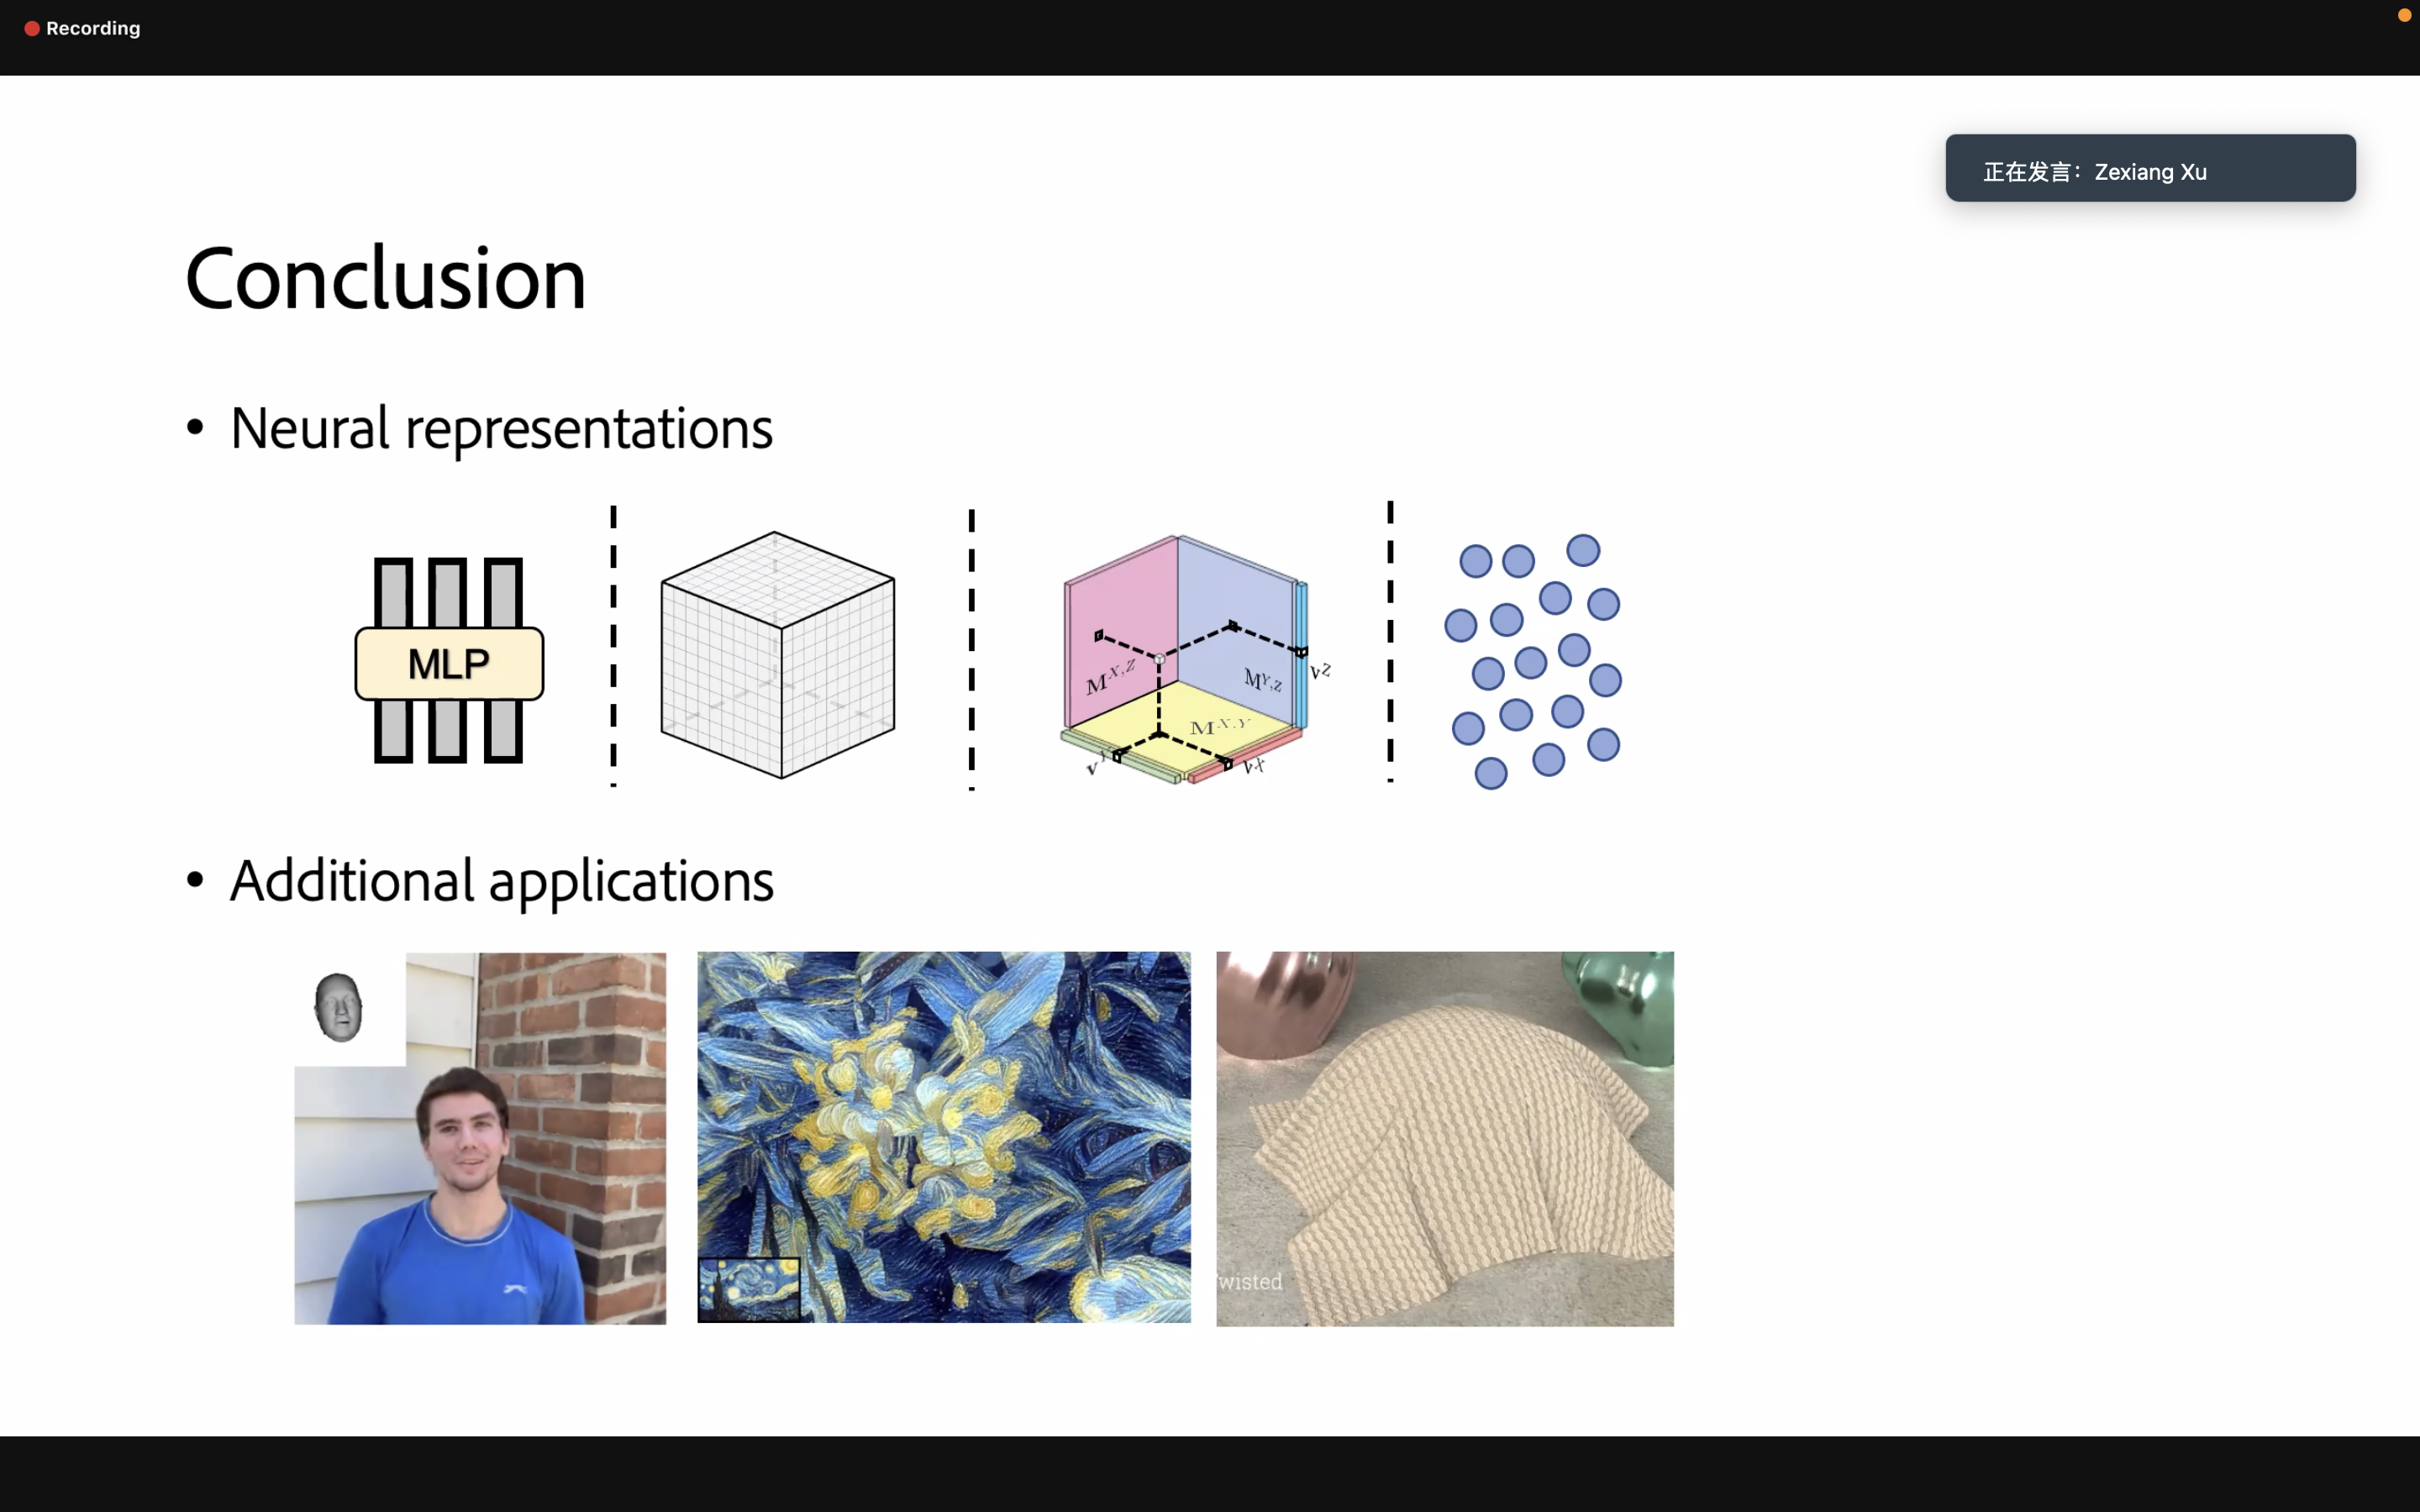 Recording
正在发言：Zexiang Xu
Conclusion
• Neural representations
MLP
M^X,Z
M^Y,Z
v^Z
M^X,Y
v^Y
v^X
• Additional applications
wisted